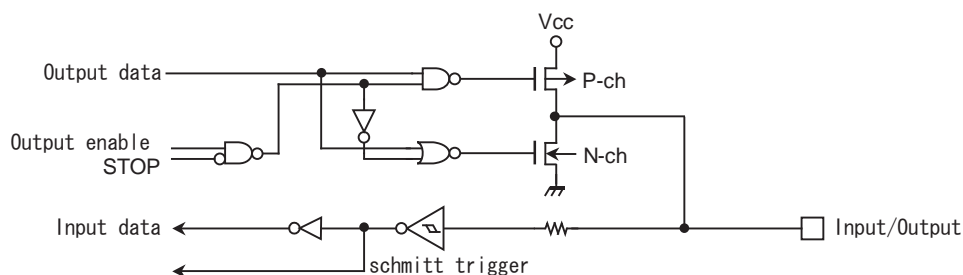 Vcc
Output data
P-ch
Output enable
STOP
N-ch
Input data
Input/Output
schmitt trigger